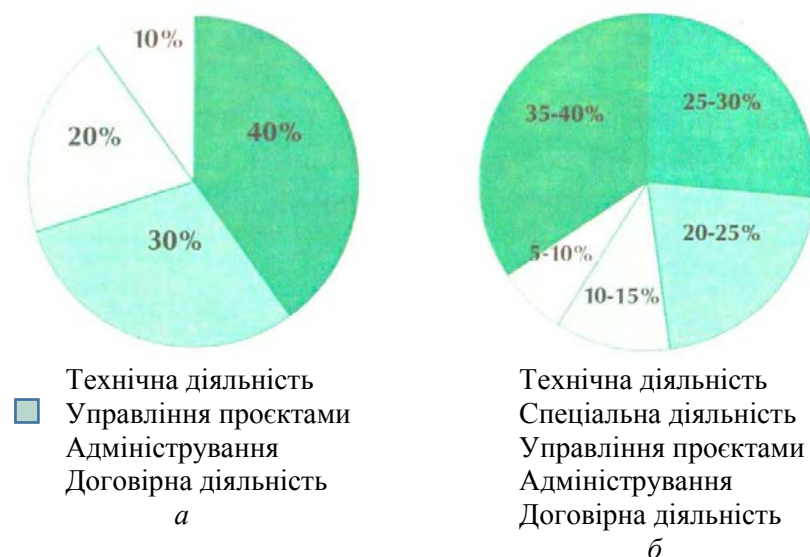 10%
20%
40%
30%
35-40%
25-30%
20-25%
5-10%
10-15%
Технічна діяльність
Управління проєктами
Адміністрування
Договірна діяльність
а
Технічна діяльність
Спеціальна діяльність
Управління проєктами
Адміністрування
Договірна діяльність
б